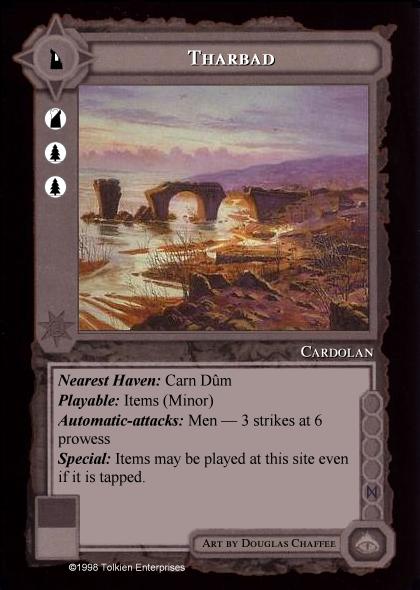 THARBAD
CARDOLAN
Nearest Haven: Carn Dûm
Playable: Items (Minor)
Automatic-attacks: Men — 3 strikes at 6
prowess
Special: Items may be played at this site even
if it is tapped.
ART BY DOUGLAS CHAFFEE
©1998 Tolkien Enterprises